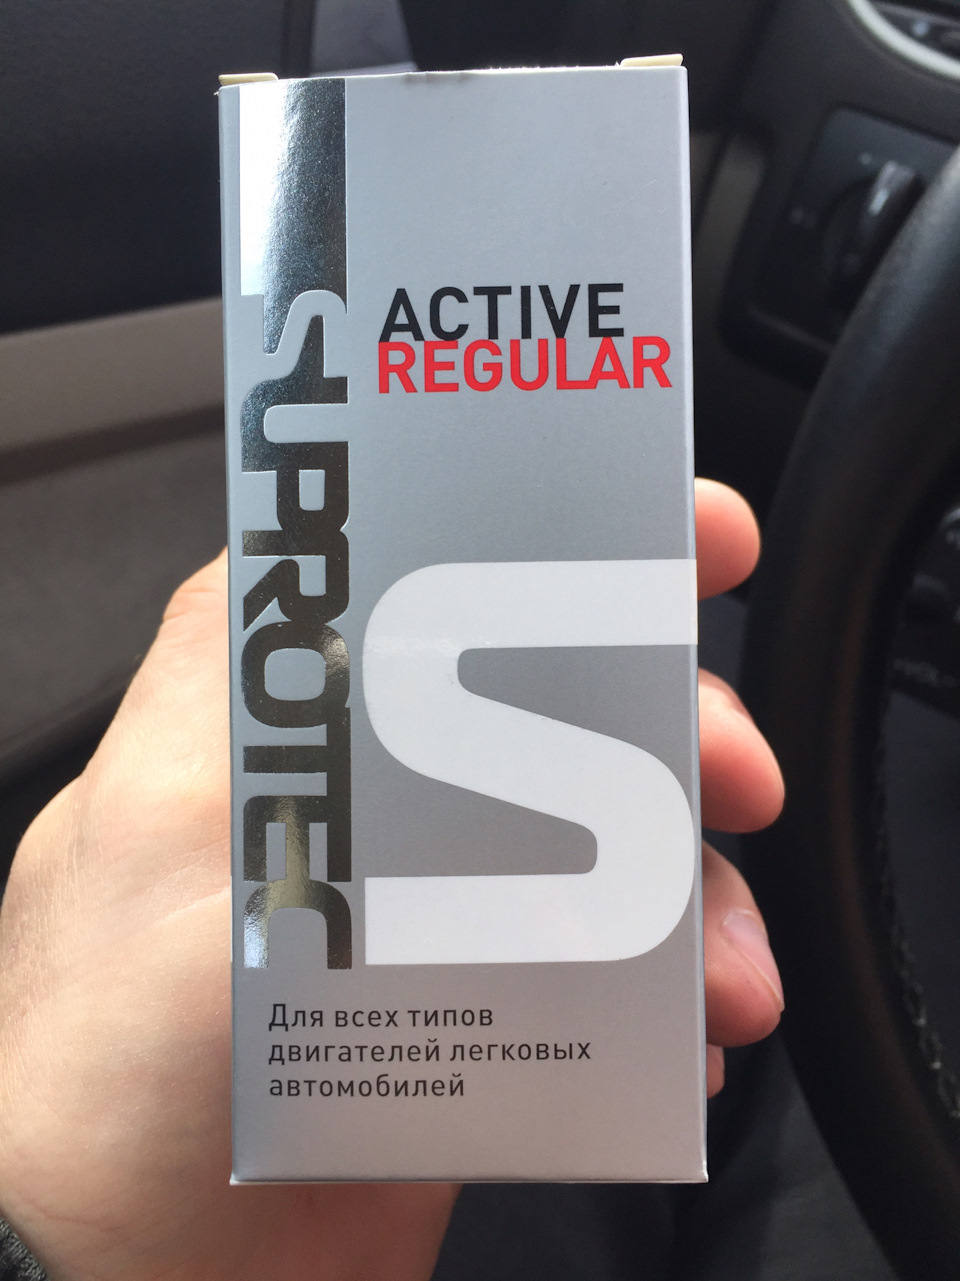 SUPROTEC
ACTIVE
REGULAR
S
Для всех типов
двигателей легковых
автомобилей